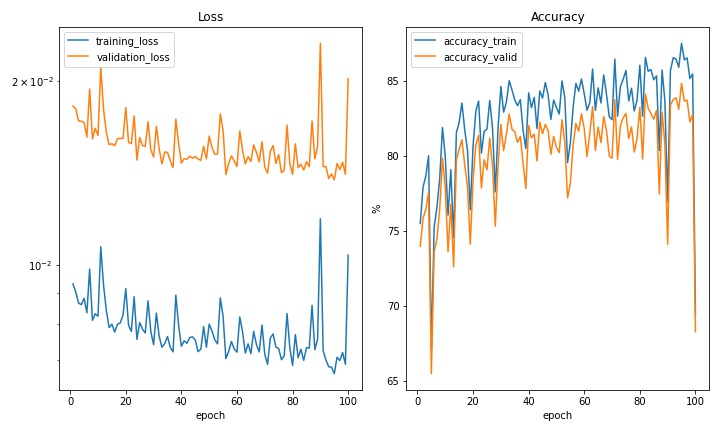 Loss
training_loss
validation_loss
2 × 10⁻²
10⁻²
0
20
40
60
80
100
epoch
Accuracy
accuracy_train
accuracy_valid
%
85
80
75
70
65
0
20
40
60
80
100
epoch